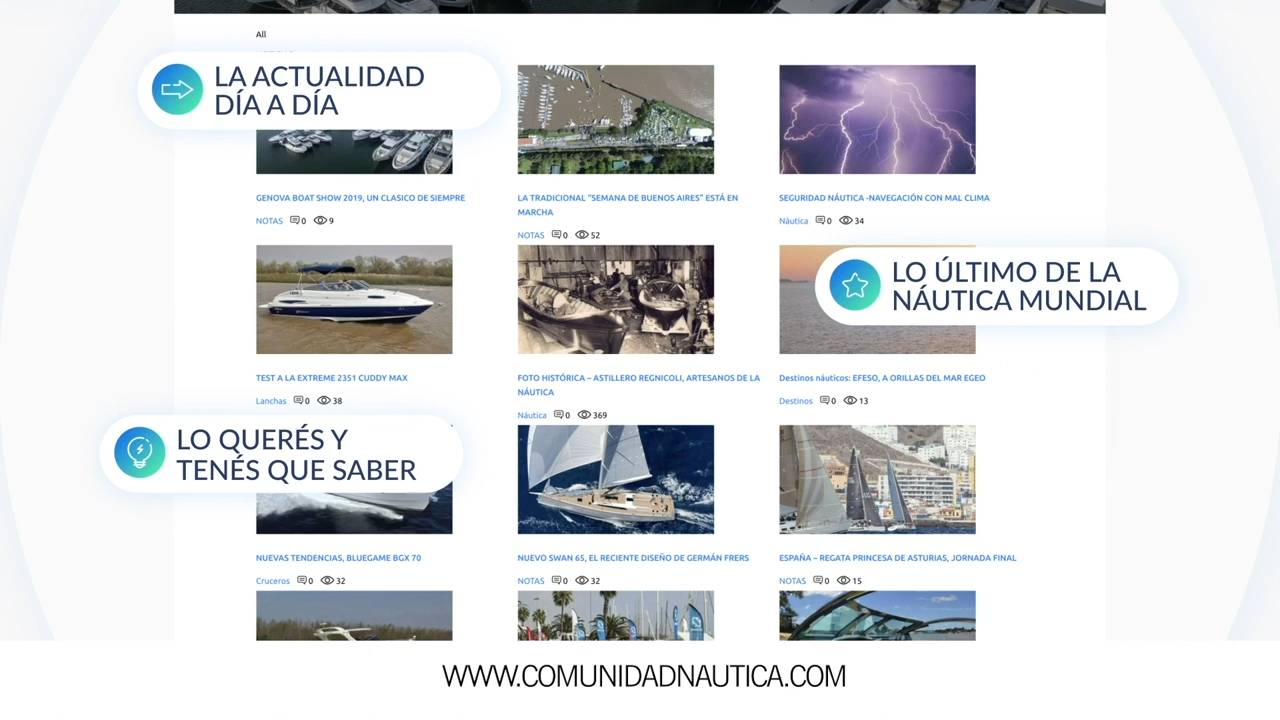 All
LA ACTUALIDAD
DÍA A DÍA
GENOVA BOAT SHOW 2019, UN CLASICO DE SIEMPRE
NOTAS 0 9
LA TRADICIONAL "SEMANA DE BUENOS AIRES" ESTÁ EN
MARCHA
NOTAS 0 52
SEGURIDAD NÁUTICA -NAVEGACIÓN CON MAL CLIMA
Náutica 0 34
LO ÚLTIMO DE LA
NÁUTICA MUNDIAL
TEST A LA EXTREME 2351 CUDDY MAX
Lanchas 0 38
FOTO HISTÓRICA – ASTILLERO REGNICOLI, ARTESANOS DE LA
NÁUTICA
Náutica 0 369
Destinos náuticos: EFESO, A ORILLAS DEL MAR EGEO
Destinos 0 13
LO QUERÉS Y
TENÉS QUE SABER
NUEVAS TENDENCIAS, BLUEGAME BGX 70
Cruceros 0 32
NUEVO SWAN 65, EL RECIENTE DISEÑO DE GERMÁN FRERS
NOTAS 0 32
ESPAÑA – REGATA PRINCESA DE ASTURIAS, JORNADA FINAL
NOTAS 0 15
WWW.COMUNIDADNAUTICA.COM